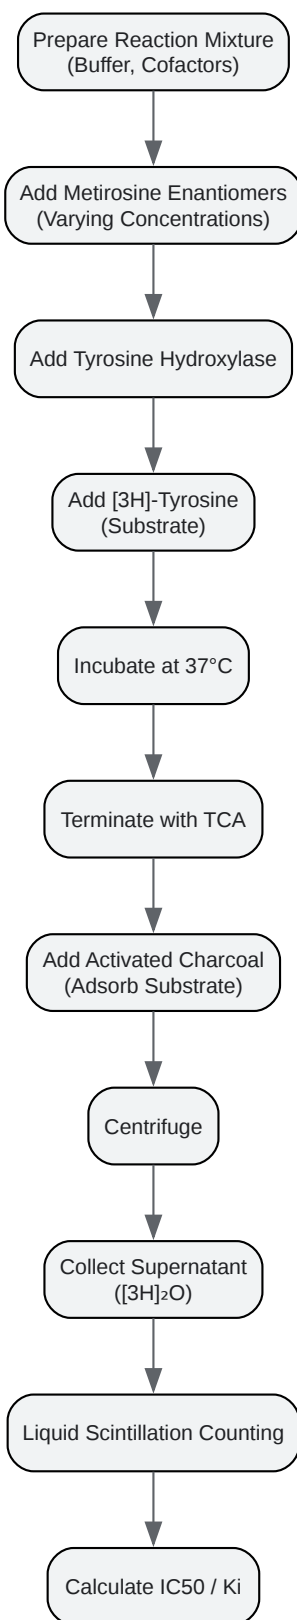 Prepare Reaction Mixture
(Buffer, Cofactors)
Add Metirosine Enantiomers
(Varying Concentrations)
Add Tyrosine Hydroxylase
Add [3H]-Tyrosine
(Substrate)
Incubate at 37°C
Terminate with TCA
Add Activated Charcoal
(Adsorb Substrate)
Centrifuge
Collect Supernatant
([3H]₂O)
Liquid Scintillation Counting
Calculate IC50 / Ki